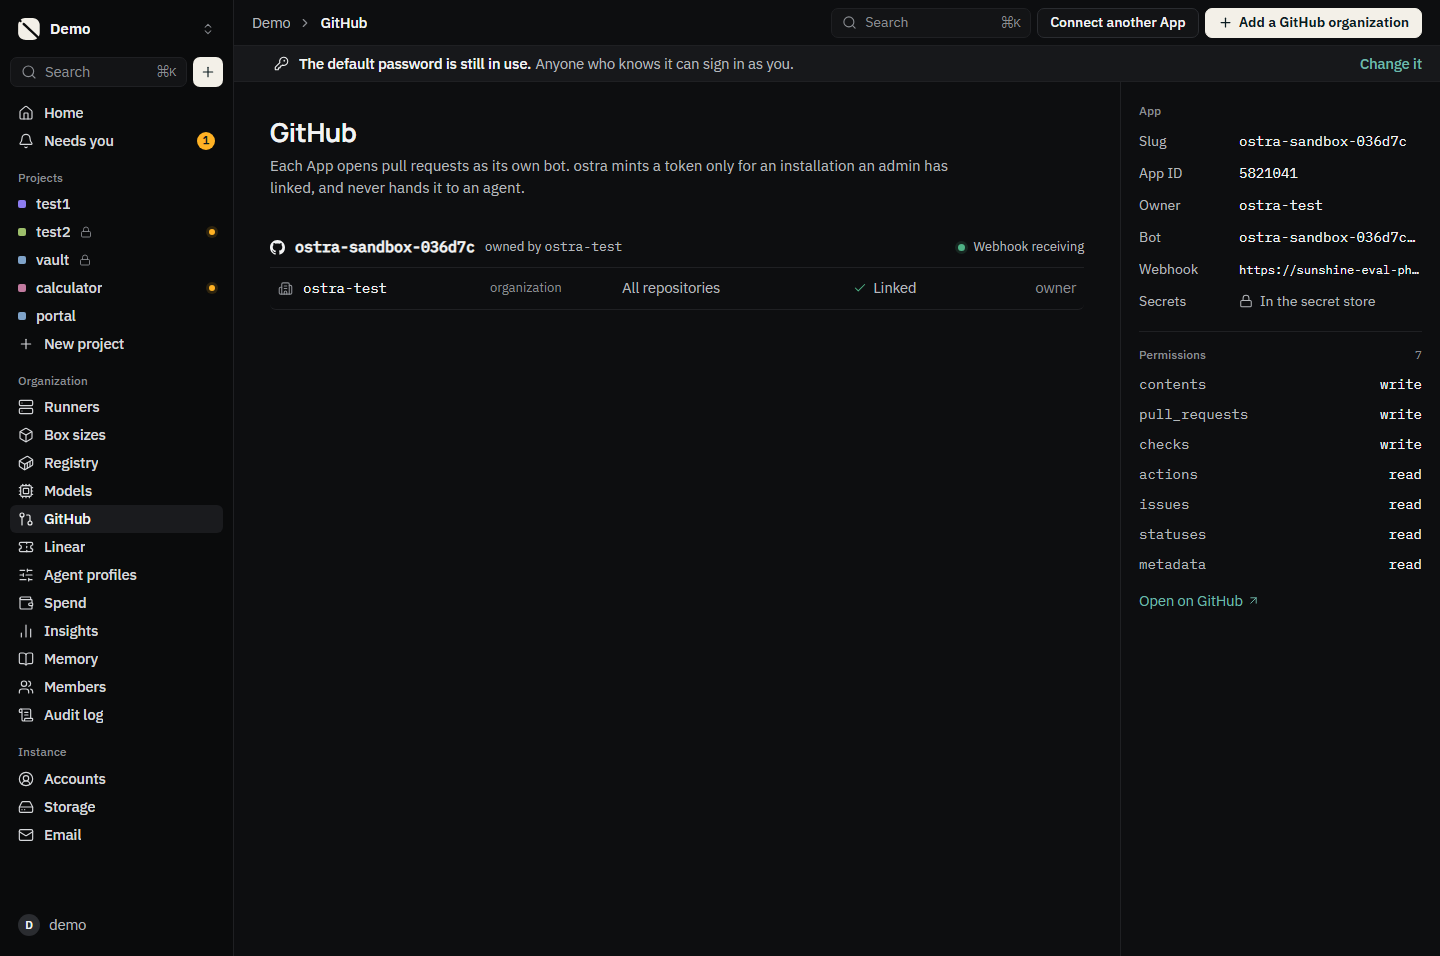 Demo
Search ⌘K
Home
Needs you 1
Projects
test1
test2
vault
calculator
portal
New project
Organization
Runners
Box sizes
Registry
Models
GitHub
Linear
Agent profiles
Spend
Insights
Memory
Members
Audit log
Instance
Accounts
Storage
Email
D demo
Demo > GitHub
Search ⌘K
Connect another App
+ Add a GitHub organization
The default password is still in use. Anyone who knows it can sign in as you.
Change it
GitHub
Each App opens pull requests as its own bot. ostra mints a token only for an installation an admin has
linked, and never hands it to an agent.
ostra-sandbox-036d7c owned by ostra-test Webhook receiving
ostra-test organization All repositories Linked owner
App
Slug ostra-sandbox-036d7c
App ID 5821041
Owner ostra-test
Bot ostra-sandbox-036d7c…
Webhook https://sunshine-eval-ph…
Secrets In the secret store
Permissions 7
contents write
pull_requests write
checks write
actions read
issues read
statuses read
metadata read
Open on GitHub